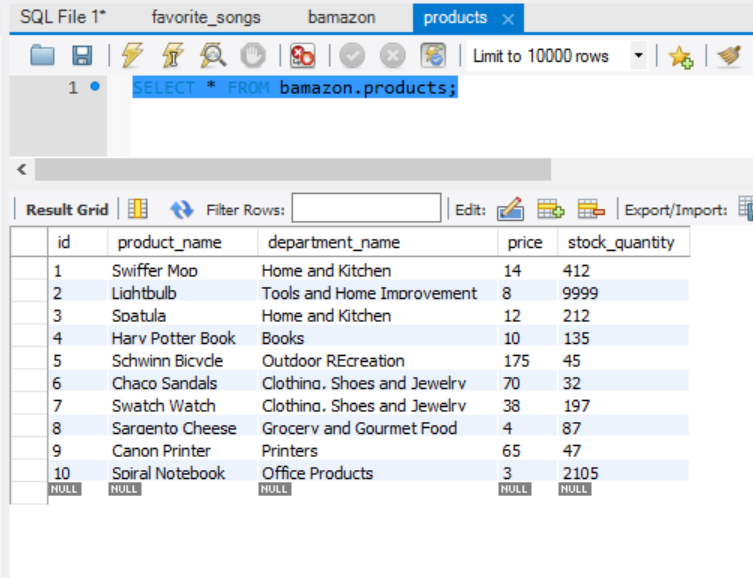 SQL File 1* favorite_songs bamazon products ×
Limit to 10000 rows
1 SELECT * FROM bamazon.products;
Result Grid Filter Rows: Edit: Export/Import:
id product_name department_name price stock_quantity
1 Swiffer Mop Home and Kitchen 14 412
2 Lightbulb Tools and Home Improvement 8 9999
3 Spatula Home and Kitchen 12 212
4 Hary Potter Book Books 10 135
5 Schwinn Bicycle Outdoor REcreation 175 45
6 Chaco Sandals Clothing, Shoes and Jewelry 70 32
7 Swatch Watch Clothing, Shoes and Jewelry 38 197
8 Sargento Cheese Grocery and Gourmet Food 4 87
9 Canon Printer Printers 65 47
10 Spiral Notebook Office Products 3 2105
NULL NULL NULL NULL NULL